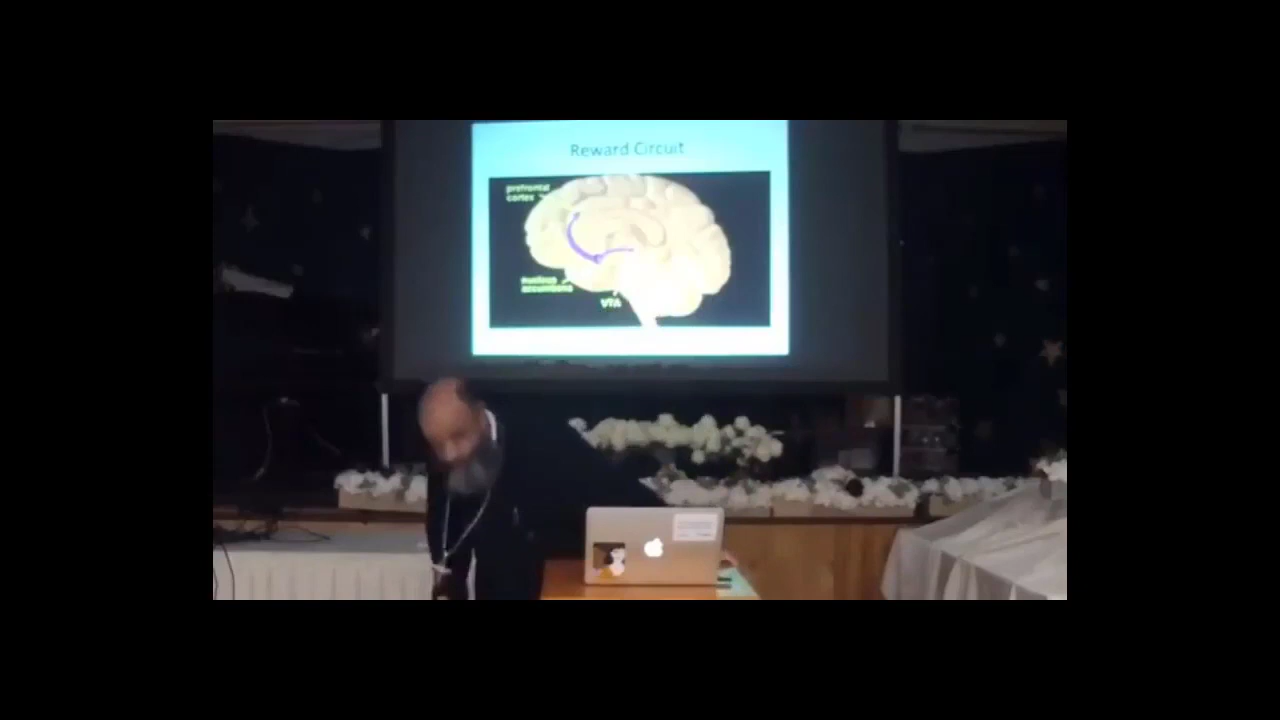 Reward Circuit
prefrontal
cortex
nucleus
accumbens
VTA